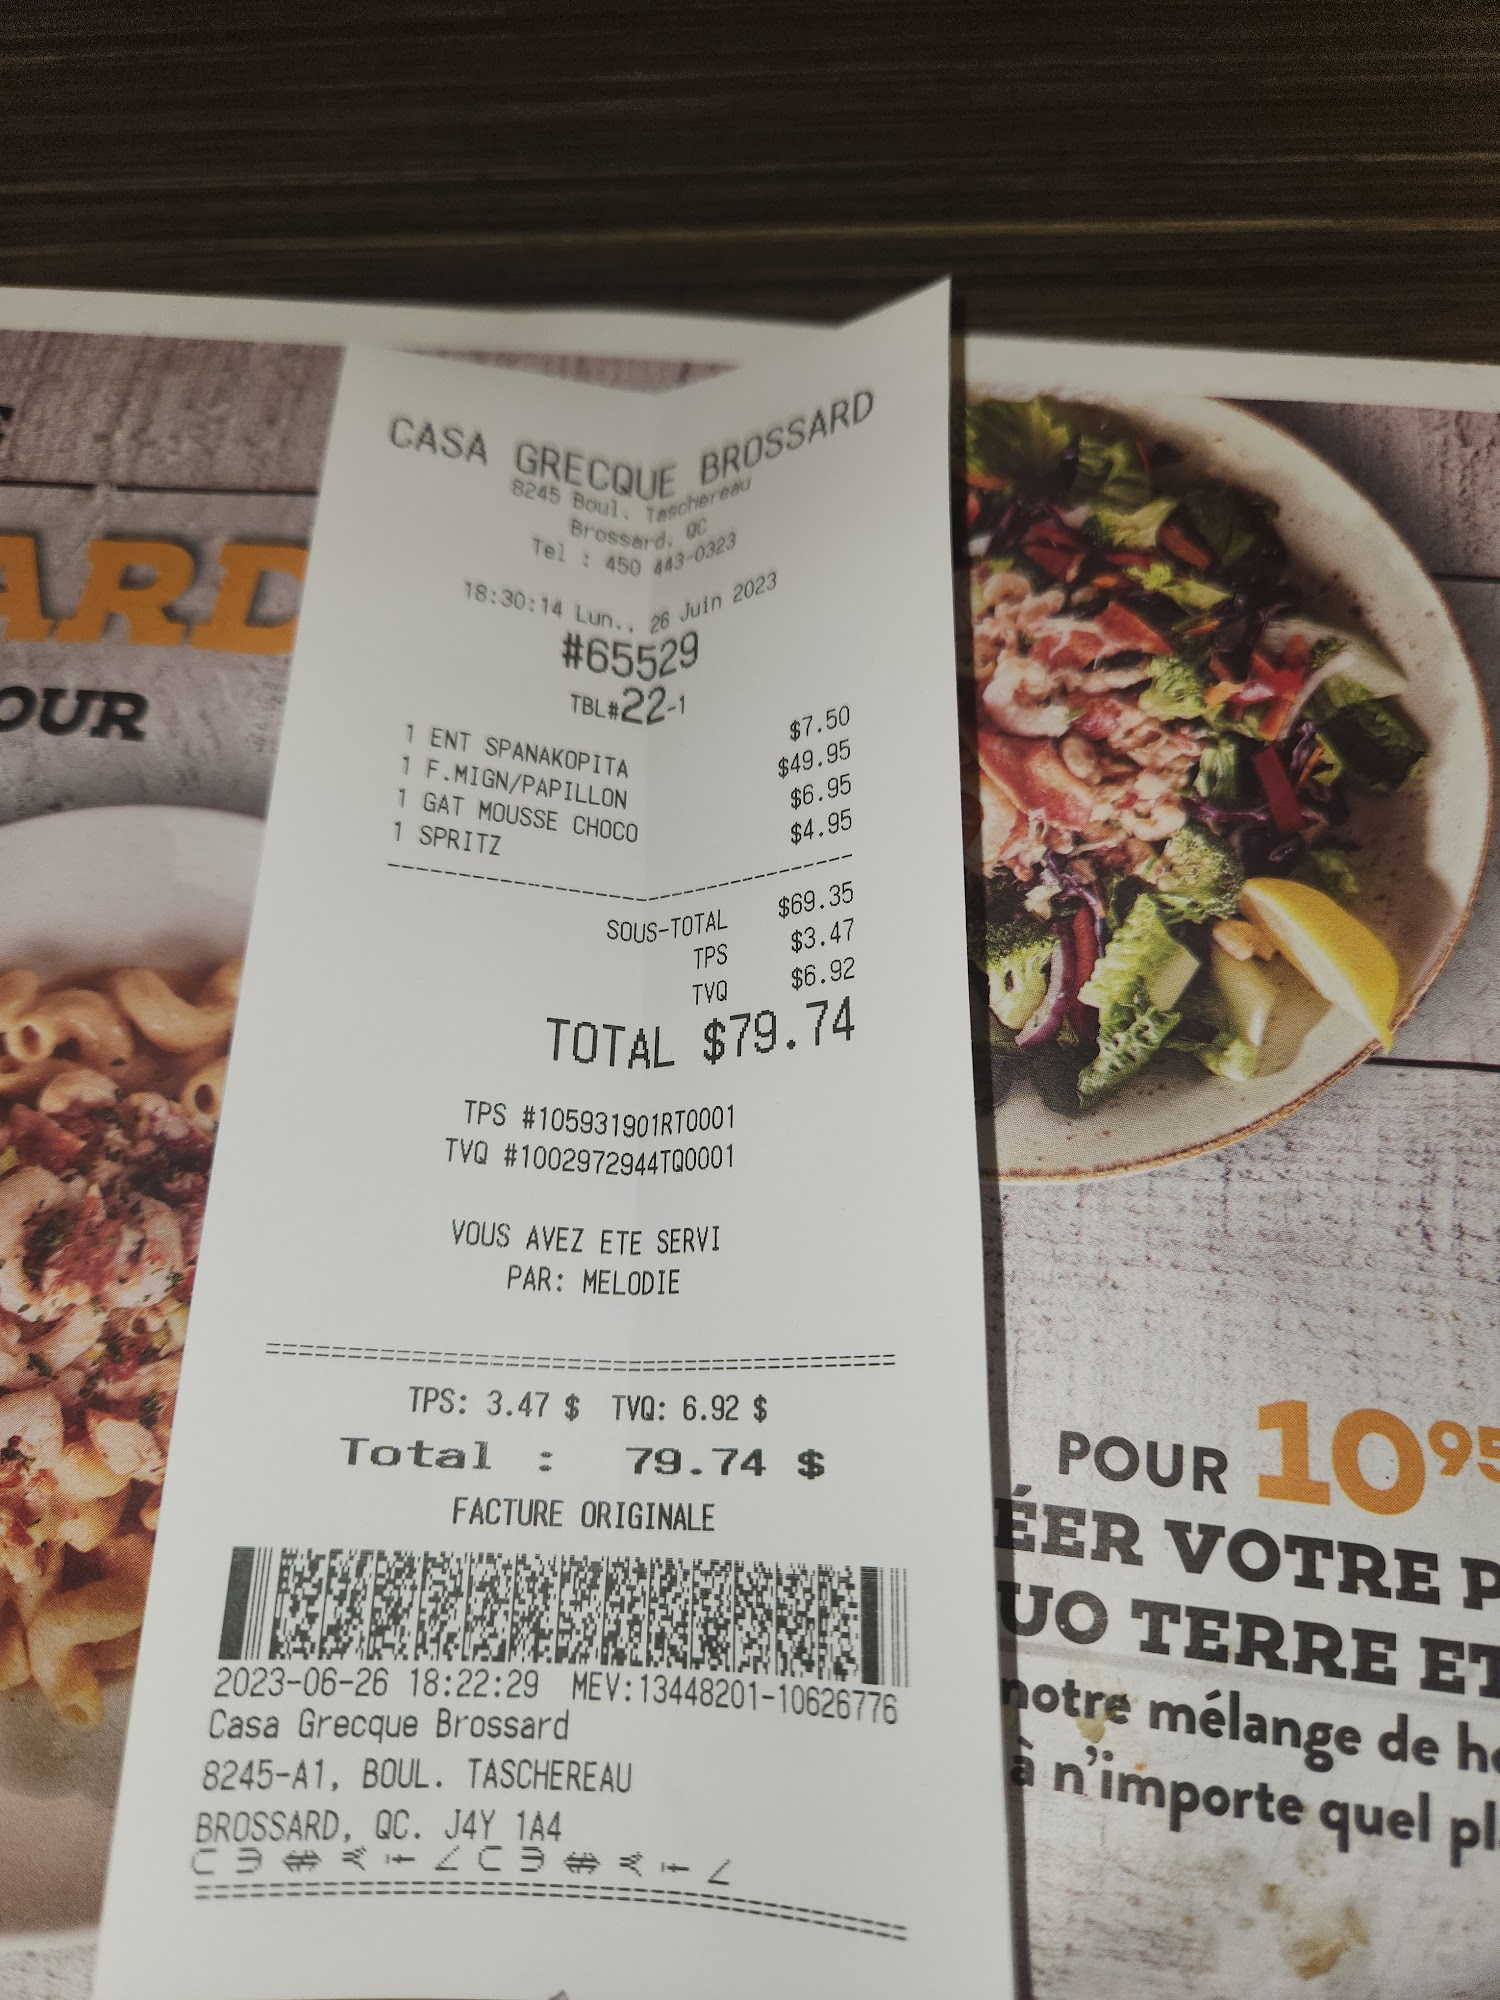 CASA GRECQUE BROSSARD
8245 Boul. Taschereau
Brossard, QC
Tel : 450 443-0323
18:30:14 Lun., 26 Juin 2023
#65529
TBL#22-1
1 ENT SPANAKOPITA $7.50
1 F.MIGN/PAPILLON $49.95
1 GAT MOUSSE CHOCO $6.95
1 SPRITZ $4.95
SOUS-TOTAL $69.35
TPS $3.47
TVQ $6.92
TOTAL $79.74
TPS #105931901RT0001
TVQ #1002972944TQ0001
VOUS AVEZ ETE SERVI
PAR: MELODIE
TPS: 3.47 $ TVQ: 6.92 $
Total : 79.74 $
FACTURE ORIGINALE
2023-06-26 18:22:29 MEV:13448201-10626776
Casa Grecque Brossard
8245-A1, BOUL. TASCHEREAU
BROSSARD, QC. J4Y 1A4
ARD
OUR
POUR 10⁹⁵
ÉER VOTRE P
UO TERRE ET
notre mélange de h
à n'importe quel pl